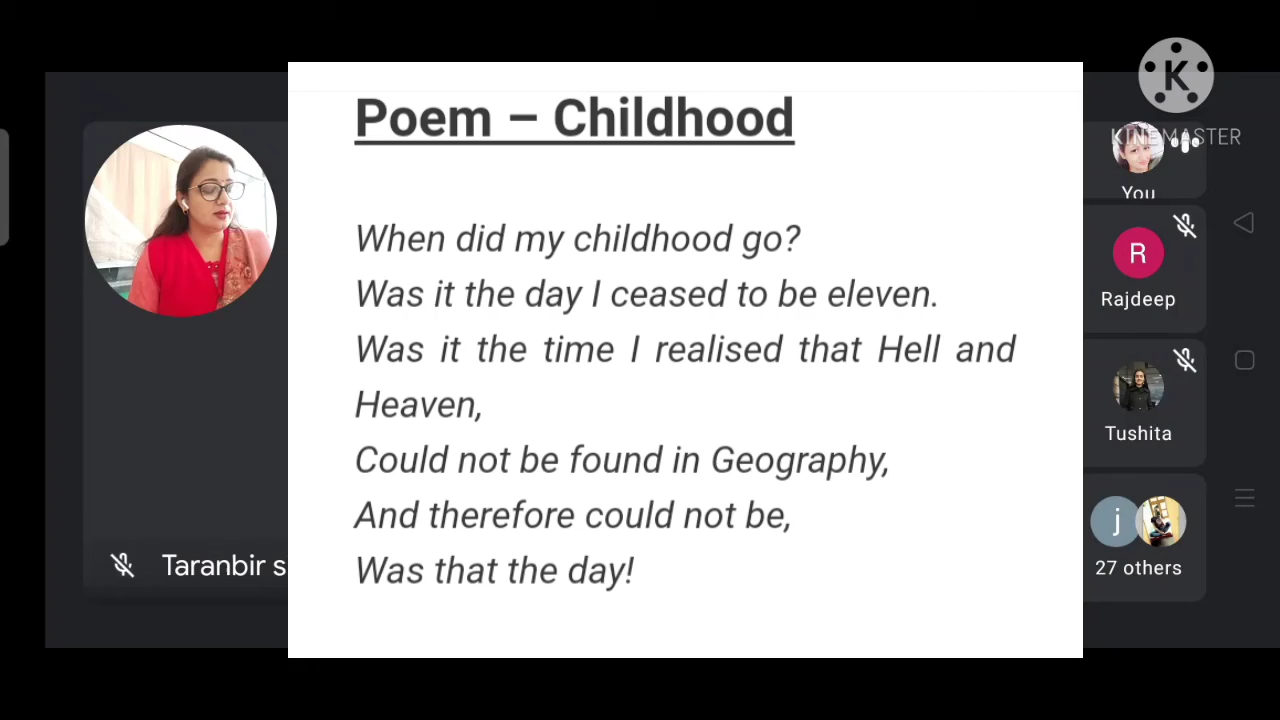 Poem – Childhood
When did my childhood go?
Was it the day I ceased to be eleven.
Was it the time I realised that Hell and
Heaven,
Could not be found in Geography,
And therefore could not be,
Was that the day!
Taranbir s
K
KINEMASTER
You
R
Rajdeep
Tushita
j
27 others